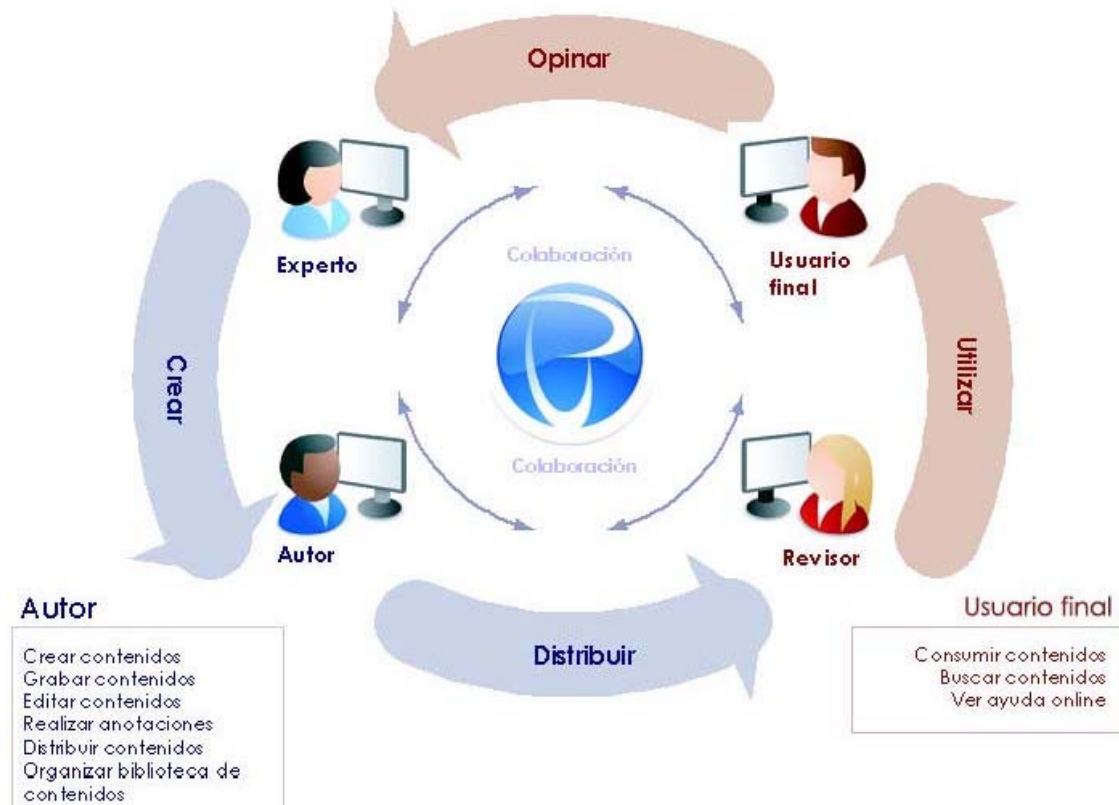 Opinar
Experto
Usuario
final
Colaboración
Crear
Utilizar
Colaboración
Autor
Revisor
Distribuir
Autor
Crear contenidos
Grabar contenidos
Editar contenidos
Realizar anotaciones
Distribuir contenidos
Organizar biblioteca de
contenidos
Usuario final
Consumir contenidos
Buscar contenidos
Ver ayuda online